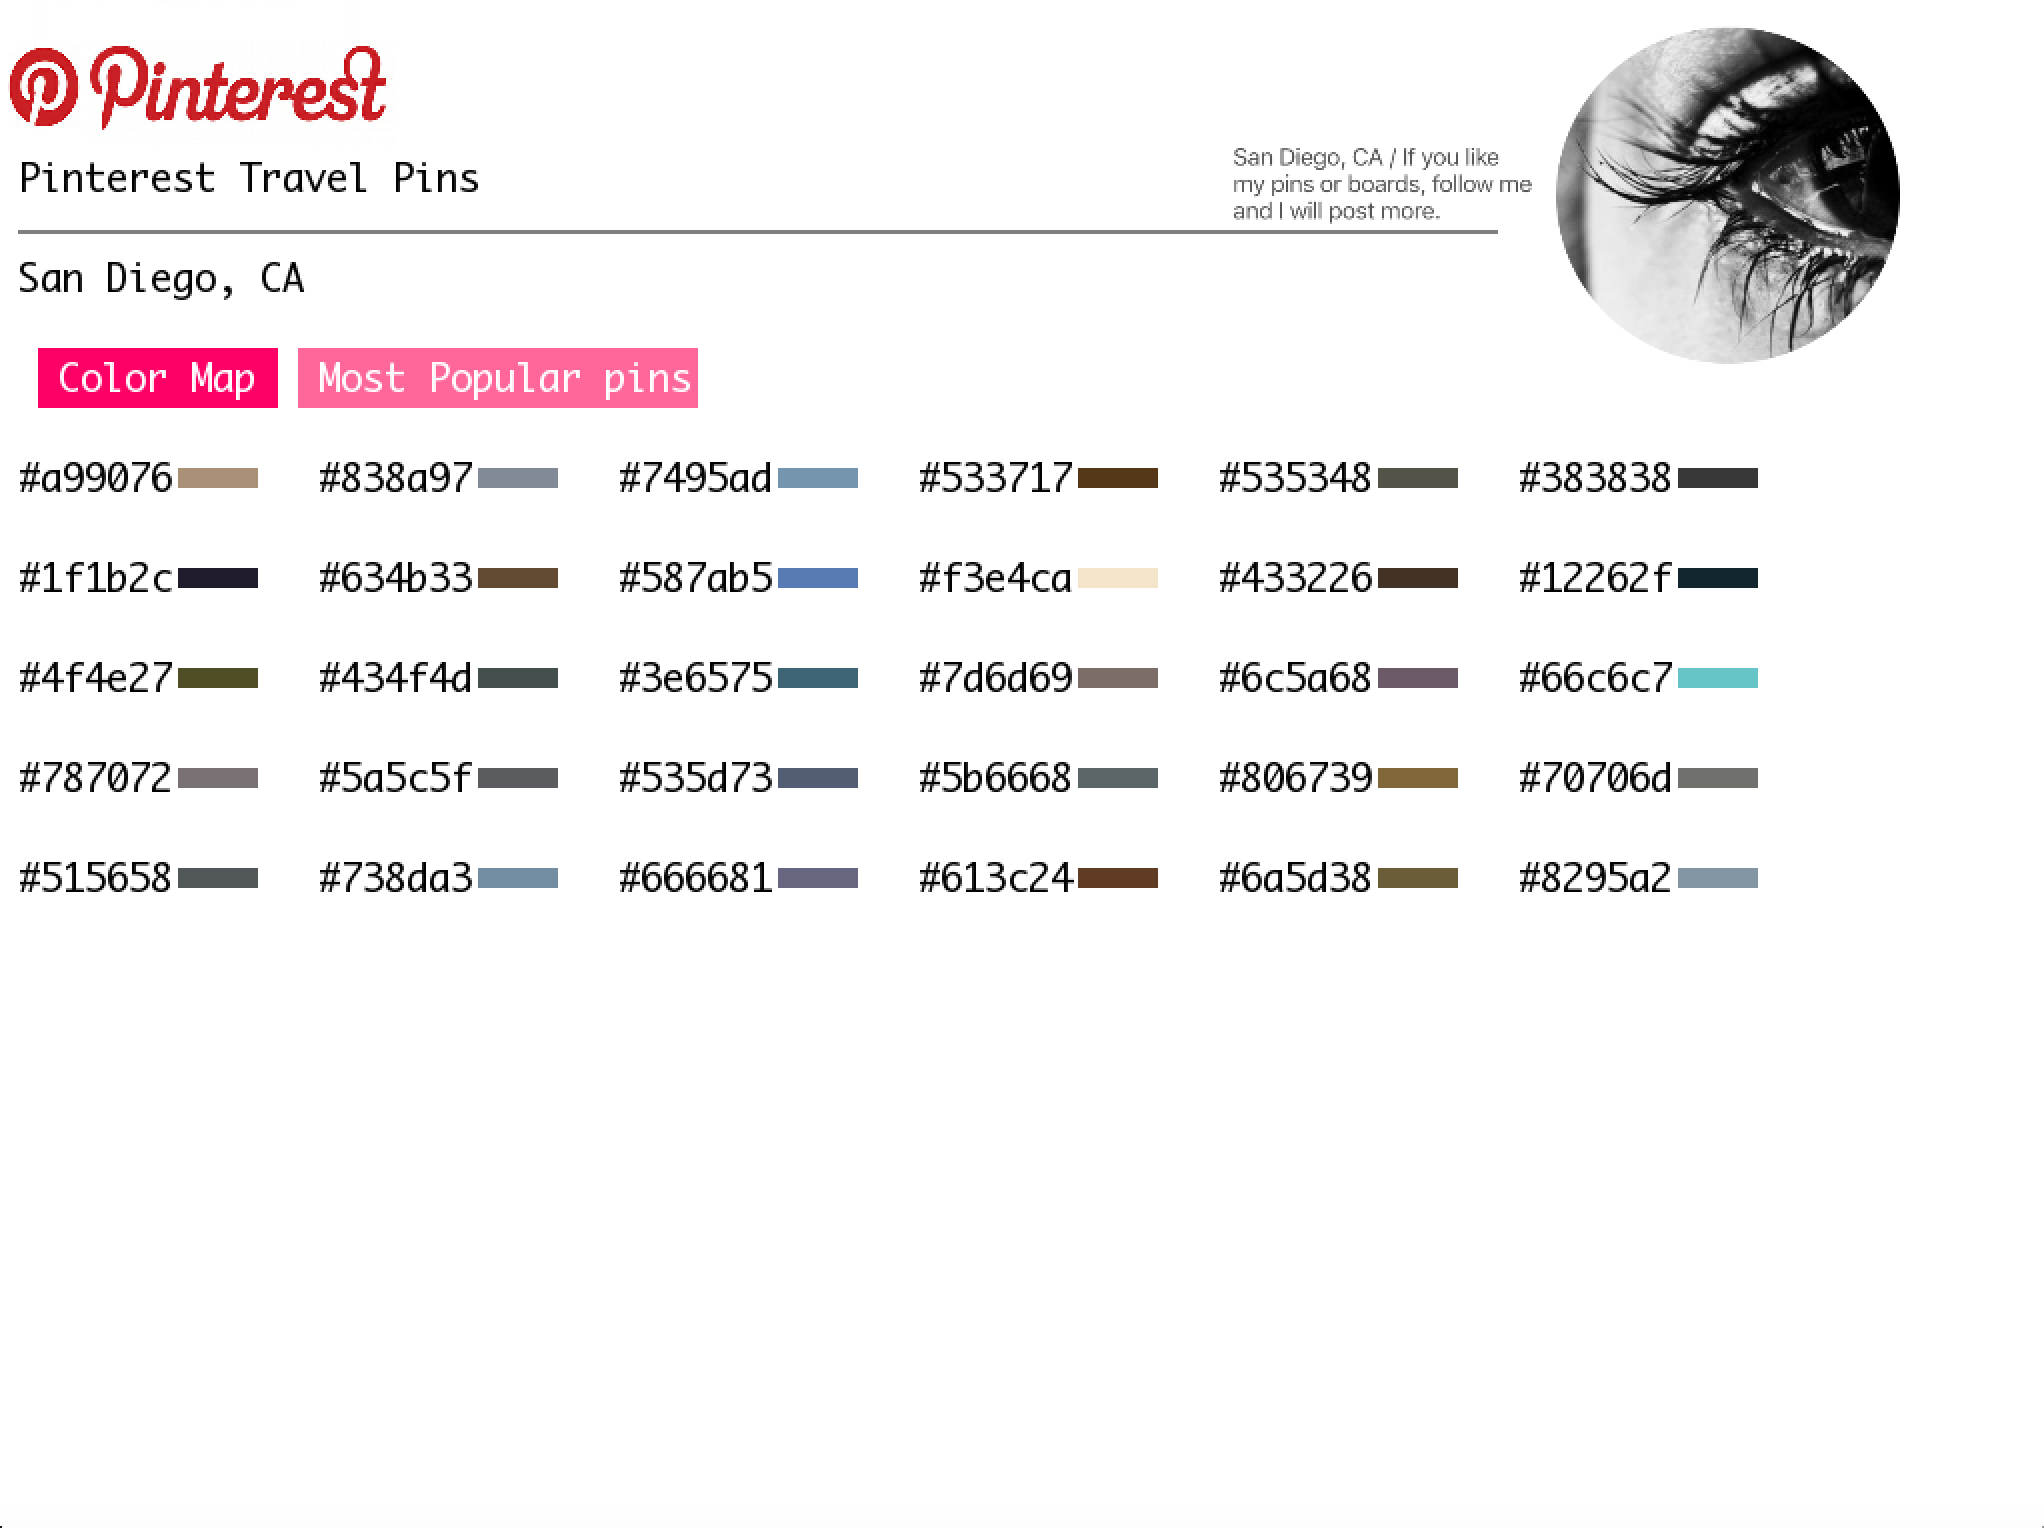 Pinterest
Pinterest Travel Pins
San Diego, CA / If you like
my pins or boards, follow me
and I will post more.
San Diego, CA
Color Map Most Popular pins
#a99076 #838a97 #7495ad #533717 #535348 #383838
#1f1b2c #634b33 #587ab5 #f3e4ca #433226 #12262f
#4f4e27 #434f4d #3e6575 #7d6d69 #6c5a68 #66c6c7
#787072 #5a5c5f #535d73 #5b6668 #806739 #70706d
#515658 #738da3 #666681 #613c24 #6a5d38 #8295a2